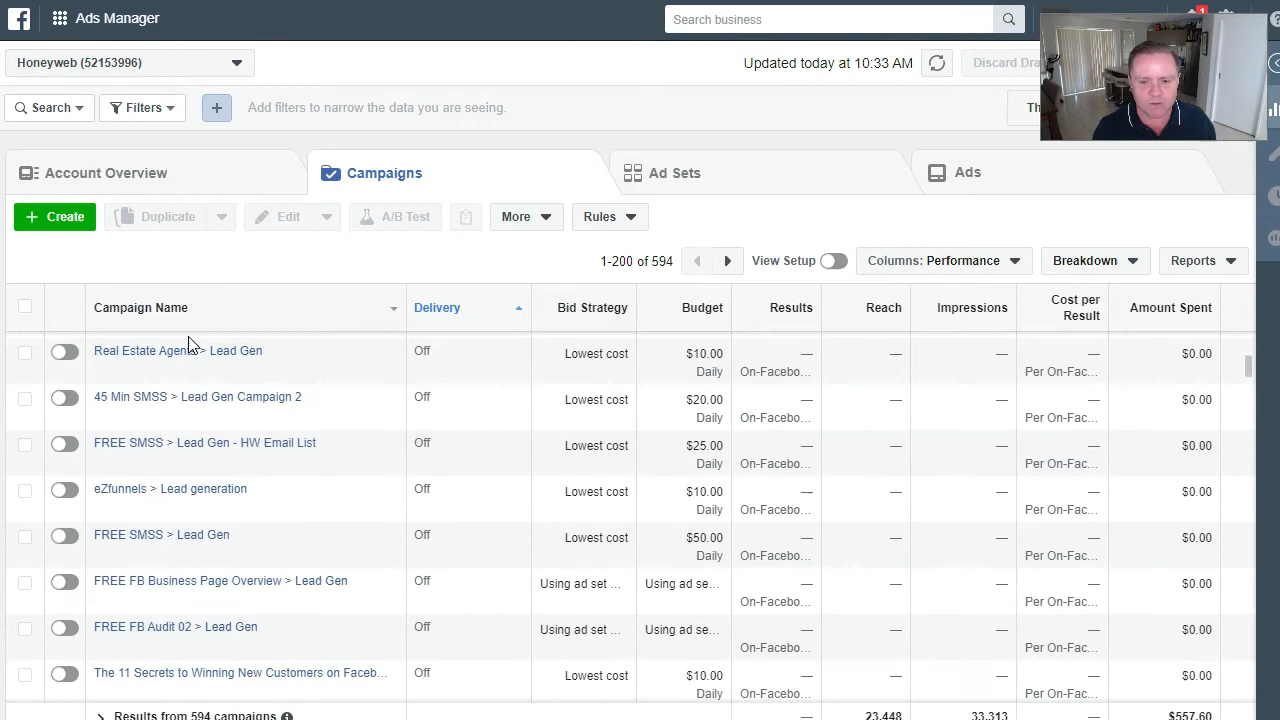 Ads Manager
Search business
1
Honeyweb (52153996)
Updated today at 10:33 AM
Discard Dra
Search
Filters
+
Add filters to narrow the data you are seeing.
Th
Account Overview
Campaigns
Ad Sets
Ads
+ Create
Duplicate
Edit
A/B Test
More
Rules
1-200 of 594
View Setup
Columns: Performance
Breakdown
Reports
Campaign Name
Delivery
Bid Strategy
Budget
Results
Reach
Impressions
Cost per Result
Amount Spent
Real Estate Agent > Lead Gen Off Lowest cost $10.00 — — — — $0.00
Daily On-Facebo... Per On-Fac...
45 Min SMSS > Lead Gen Campaign 2 Off Lowest cost $20.00 — — — — $0.00
Daily On-Facebo... Per On-Fac...
FREE SMSS > Lead Gen - HW Email List Off Lowest cost $25.00 — — — — $0.00
Daily On-Facebo... Per On-Fac...
eZfunnels > Lead generation Off Lowest cost $10.00 — — — — $0.00
Daily On-Facebo... Per On-Fac...
FREE SMSS > Lead Gen Off Lowest cost $50.00 — — — — $0.00
Daily On-Facebo... Per On-Fac...
FREE FB Business Page Overview > Lead Gen Off Using ad set ... Using ad se... — — — — $0.00
On-Facebo... Per On-Fac...
FREE FB Audit 02 > Lead Gen Off Using ad set ... Using ad se... — — — — $0.00
On-Facebo... Per On-Fac...
The 11 Secrets to Winning New Customers on Faceb... Off Lowest cost $10.00 — — — — $0.00
Daily On-Facebo... Per On-Fac...
Results from 594 campaigns — 23,448 33,313 — $557.60